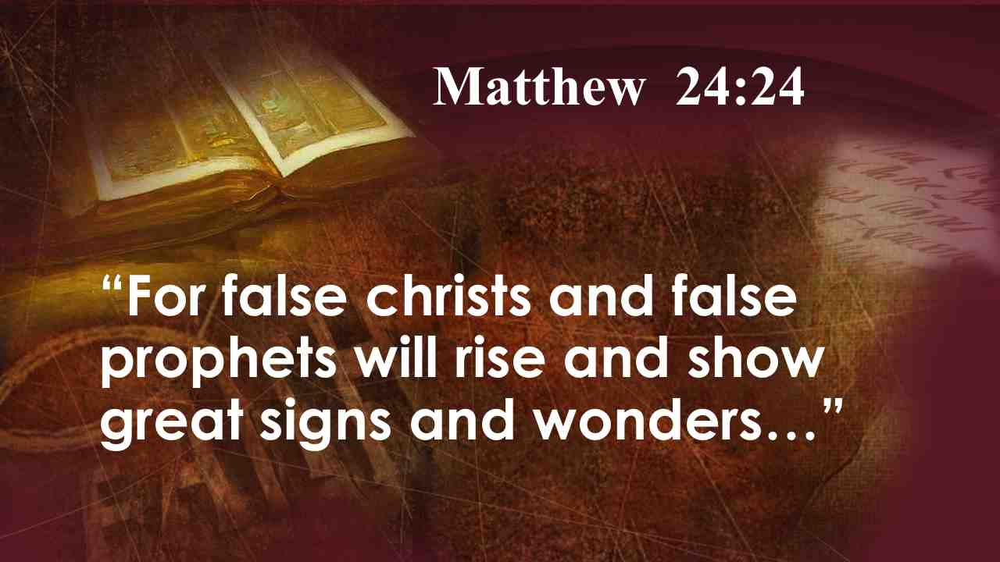 Matthew 24:24
“For false christs and false
prophets will rise and show
great signs and wonders…”